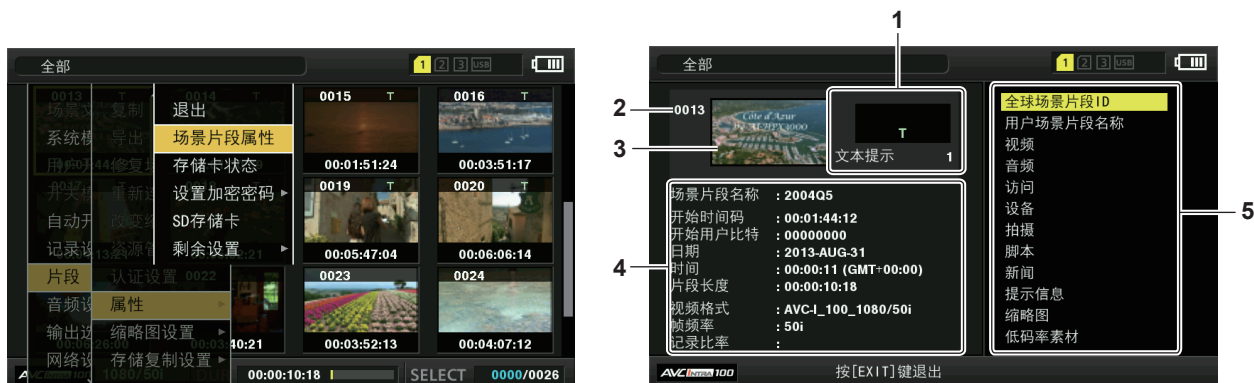 全部
1 2 3 USB
0013 T 0014 T 0015 T 0016 T
复制
退出
系统模
导出
场景片段属性
修复
存储卡状态
00:01:51:24
00:03:51:17
0017
重新连
设置加密密码
0019 T
0020 T
自动开
改变
SD存储卡
记录设
资源管
剩余设置
00:05:47:04
00:06:06:14
片段
认证设置
0022
0023
0024
音频设
属性
输出选
缩略图设置
40:21
00:03:52:13
00:04:07:12
网络设
存储复制设置
AVC
1080/50i
00:00:10:18
SELECT 0000/0026
1
全部
1 2 3 USB
2
0013
Côte d'Azur
3
T
文本提示 1
场景片段名称 : 2004Q5
开始时间码 : 00:01:44:12
开始用户比特 : 00000000
日期 : 2013-AUG-31
时间 : 00:00:11 (GMT+00:00)
片段长度 : 00:00:10:18
视频格式 : AVC-I_100_1080/50i
帧频率 : 50i
记录比率 :
4
全球场景片段ID
用户场景片段名称
视频
音频
访问
设备
拍摄
脚本
新闻
提示信息
缩略图
低码率素材
5
AVC INTRA 100
按[EXIT]键退出